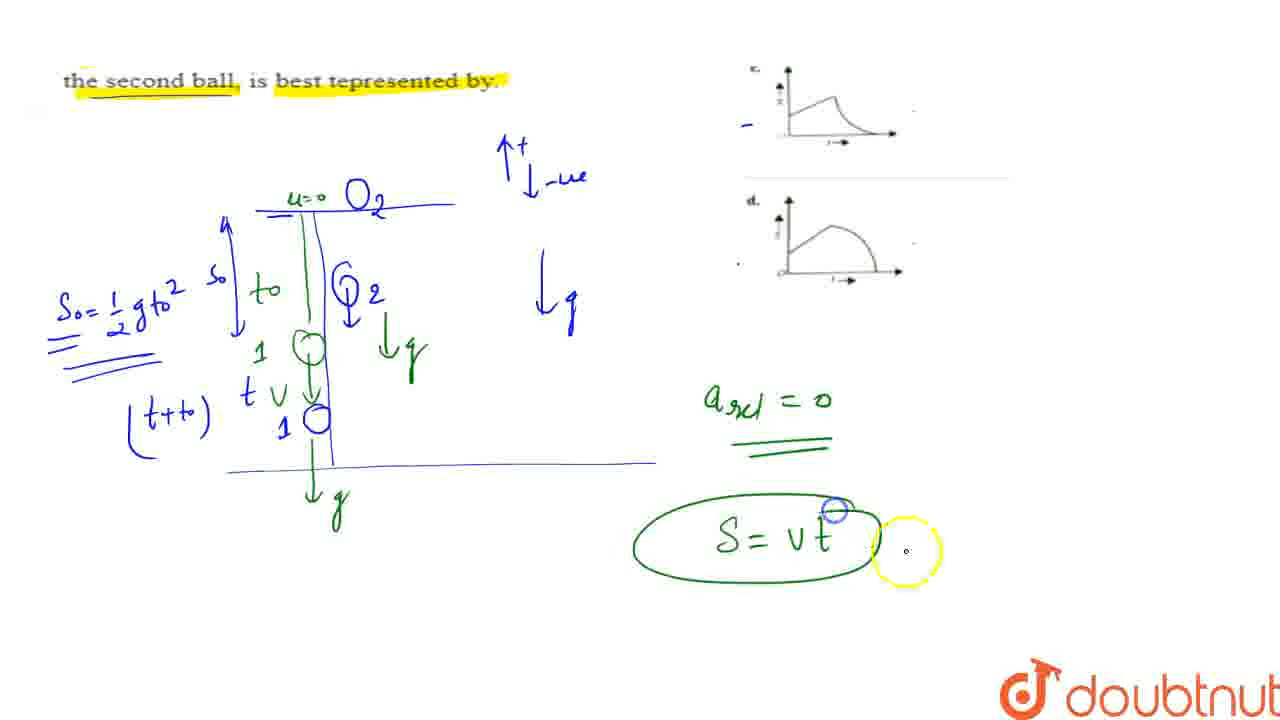 the second ball, is best tepresented by.
c.
d.
t→
t→
↑+
↓-ve
u=0
2
S₀
S₀ = 1/2 g t₀²
t₀
2
g
g
1
(t+t₀)
t
v
1
g
a_rel = 0
S = vt
doubtnut